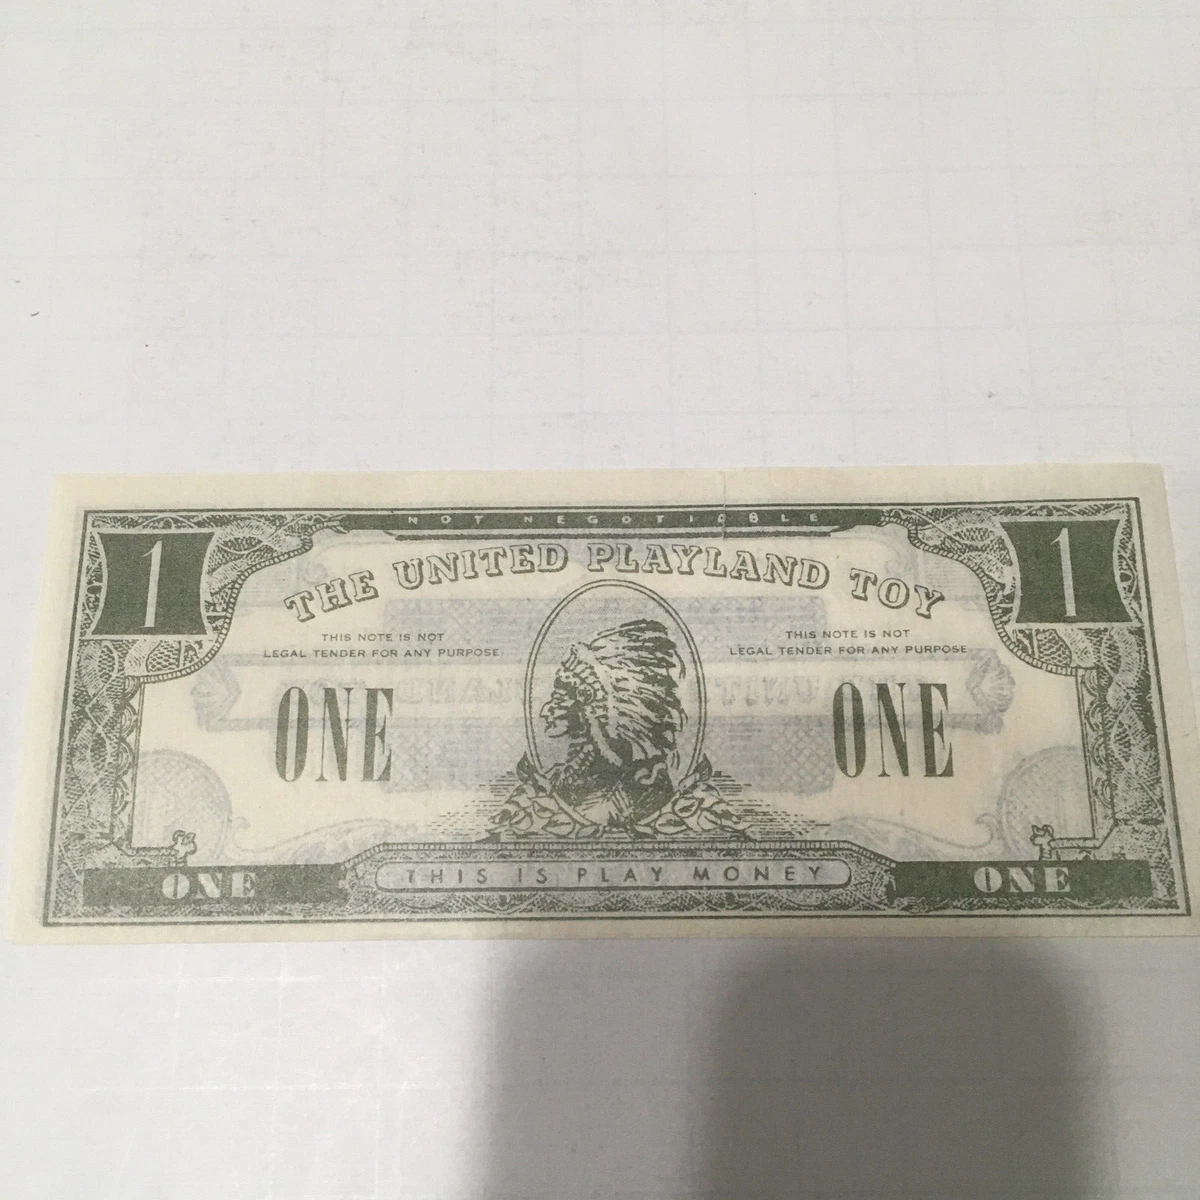 NOT NEGOTIABLE
1 1
THE UNITED PLAYLAND TOY
THIS NOTE IS NOT
LEGAL TENDER FOR ANY PURPOSE
THIS NOTE IS NOT
LEGAL TENDER FOR ANY PURPOSE
ONE ONE
THIS IS PLAY MONEY
ONE ONE